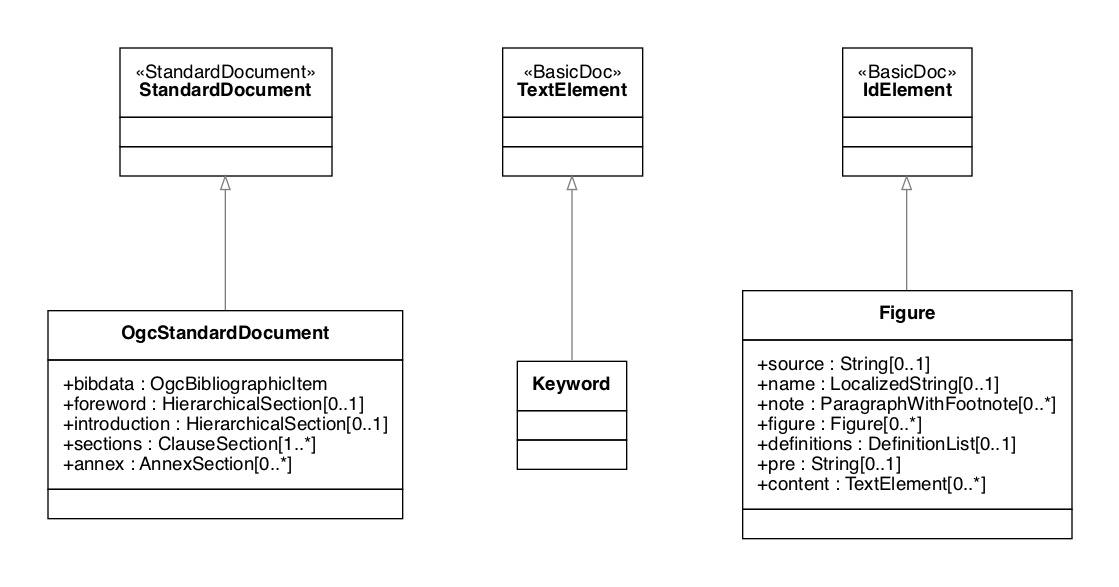 «StandardDocument»
StandardDocument
«BasicDoc»
TextElement
«BasicDoc»
IdElement
OgcStandardDocument
+bibdata : OgcBibliographicItem
+foreword : HierarchicalSection[0..1]
+introduction : HierarchicalSection[0..1]
+sections : ClauseSection[1..*]
+annex : AnnexSection[0..*]
Keyword
Figure
+source : String[0..1]
+name : LocalizedString[0..1]
+note : ParagraphWithFootnote[0..*]
+figure : Figure[0..*]
+definitions : DefinitionList[0..1]
+pre : String[0..1]
+content : TextElement[0..*]